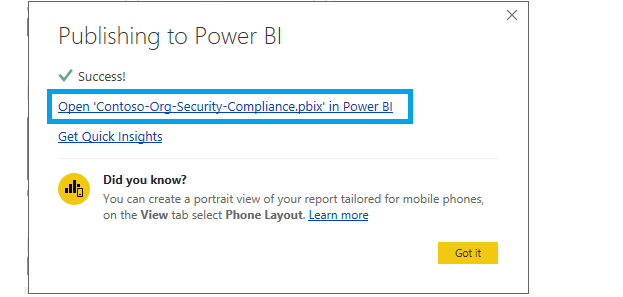 Publishing to Power BI
Success!
Open 'Contoso-Org-Security-Compliance.pbix' in Power BI
Get Quick Insights
Did you know?
You can create a portrait view of your report tailored for mobile phones,
on the View tab select Phone Layout. Learn more
Got it